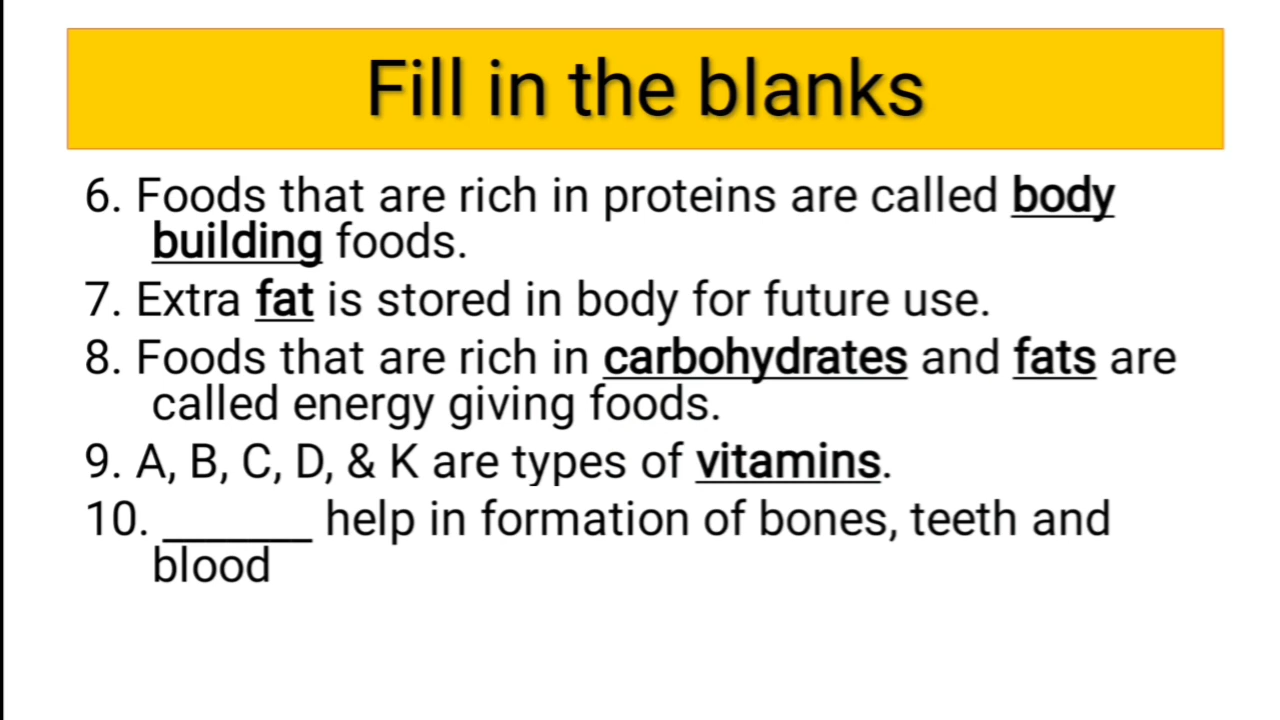 Fill in the blanks
6. Foods that are rich in proteins are called body
building foods.
7. Extra fat is stored in body for future use.
8. Foods that are rich in carbohydrates and fats are
called energy giving foods.
9. A, B, C, D, & K are types of vitamins.
10. ______ help in formation of bones, teeth and
blood